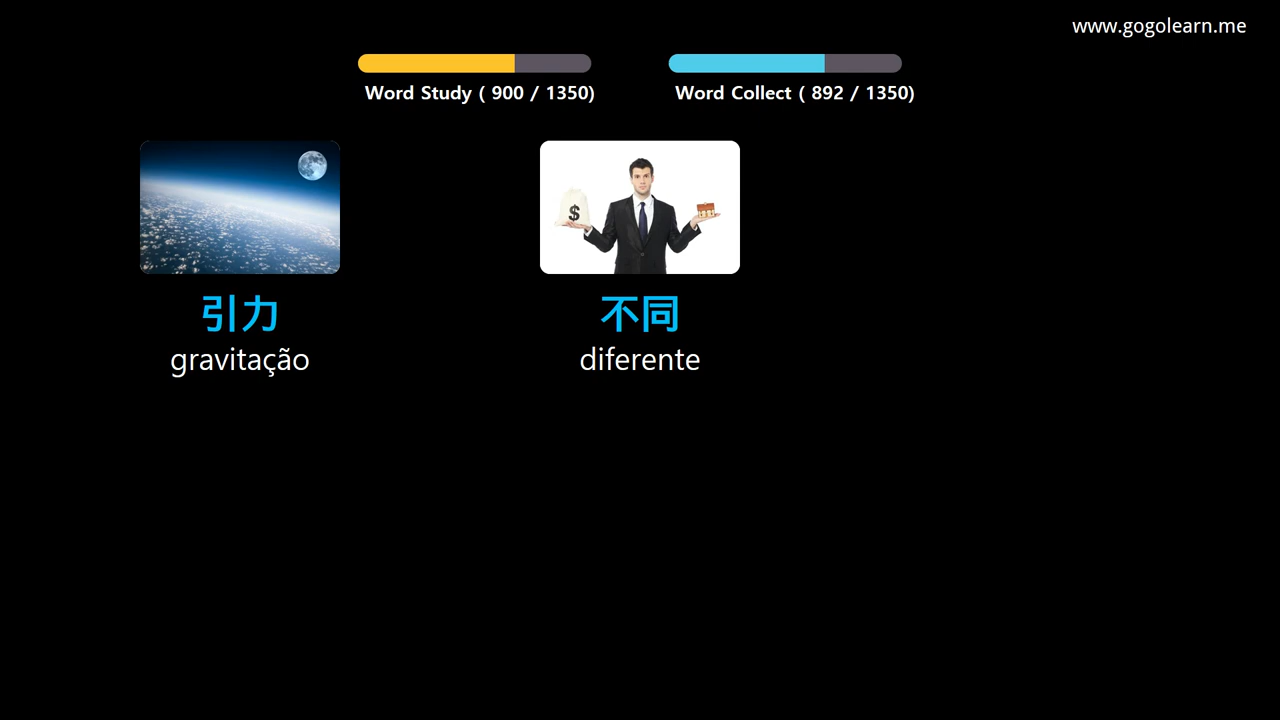 www.gogolearn.me
Word Study ( 900 / 1350)
Word Collect ( 892 / 1350)
$
引力
gravitação
不同
diferente